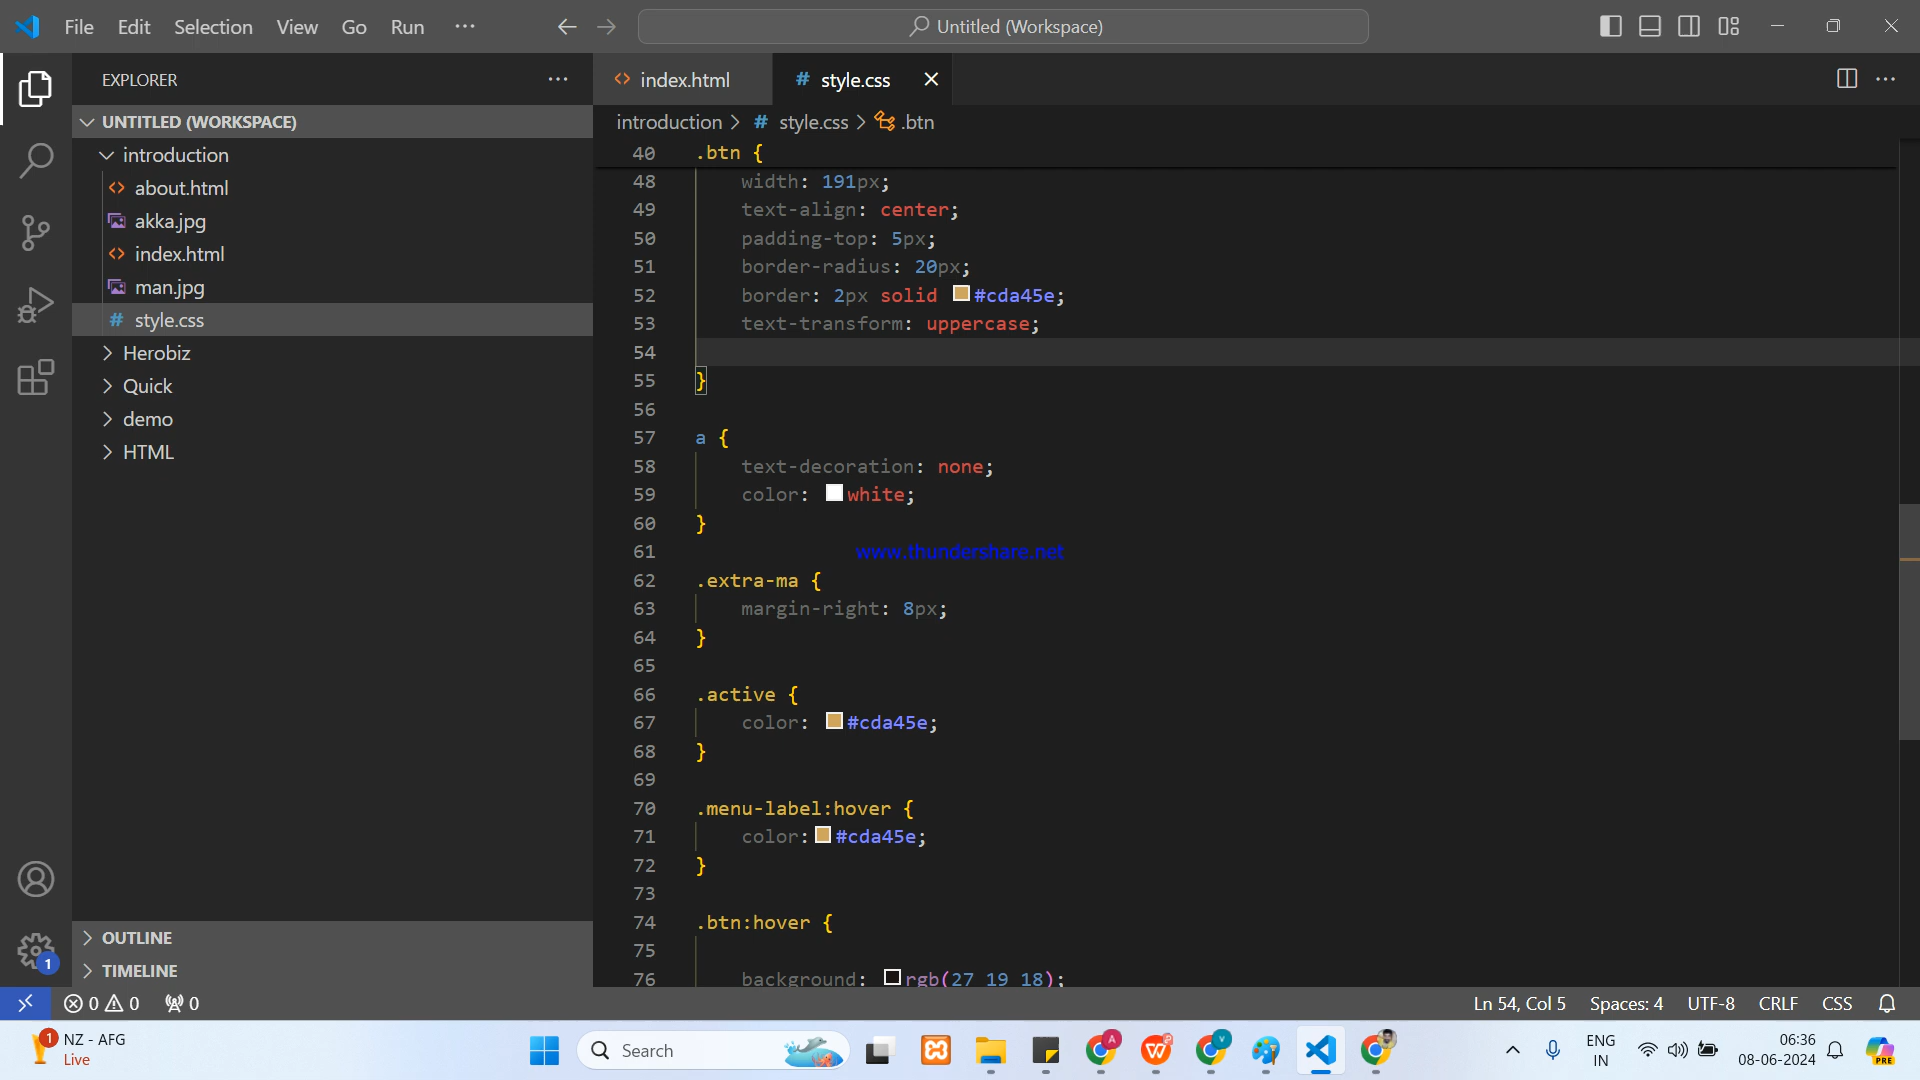 File Edit Selection View Go Run ···
Untitled (Workspace)
EXPLORER
index.html
style.css
UNTITLED (WORKSPACE)
introduction
about.html
akka.jpg
index.html
man.jpg
style.css
Herobiz
Quick
demo
HTML
OUTLINE
TIMELINE
introduction > # style.css > .btn
40 .btn {
48 width: 191px;
49 text-align: center;
50 padding-top: 5px;
51 border-radius: 20px;
52 border: 2px solid #cda45e;
53 text-transform: uppercase;
54
55 }
56
57 a {
58 text-decoration: none;
59 color: white;
60 }
61
www.thundershare.net
62 .extra-ma {
63 margin-right: 8px;
64 }
65
66 .active {
67 color: #cda45e;
68 }
69
70 .menu-label:hover {
71 color: #cda45e;
72 }
73
74 .btn:hover {
75
76 background: rgb(27 19 18);
1
0 0 0
Ln 54, Col 5 Spaces: 4 UTF-8 CRLF CSS
1
NZ - AFG
Live
Search
A
V
PRE
ENG
IN
06:36
08-06-2024